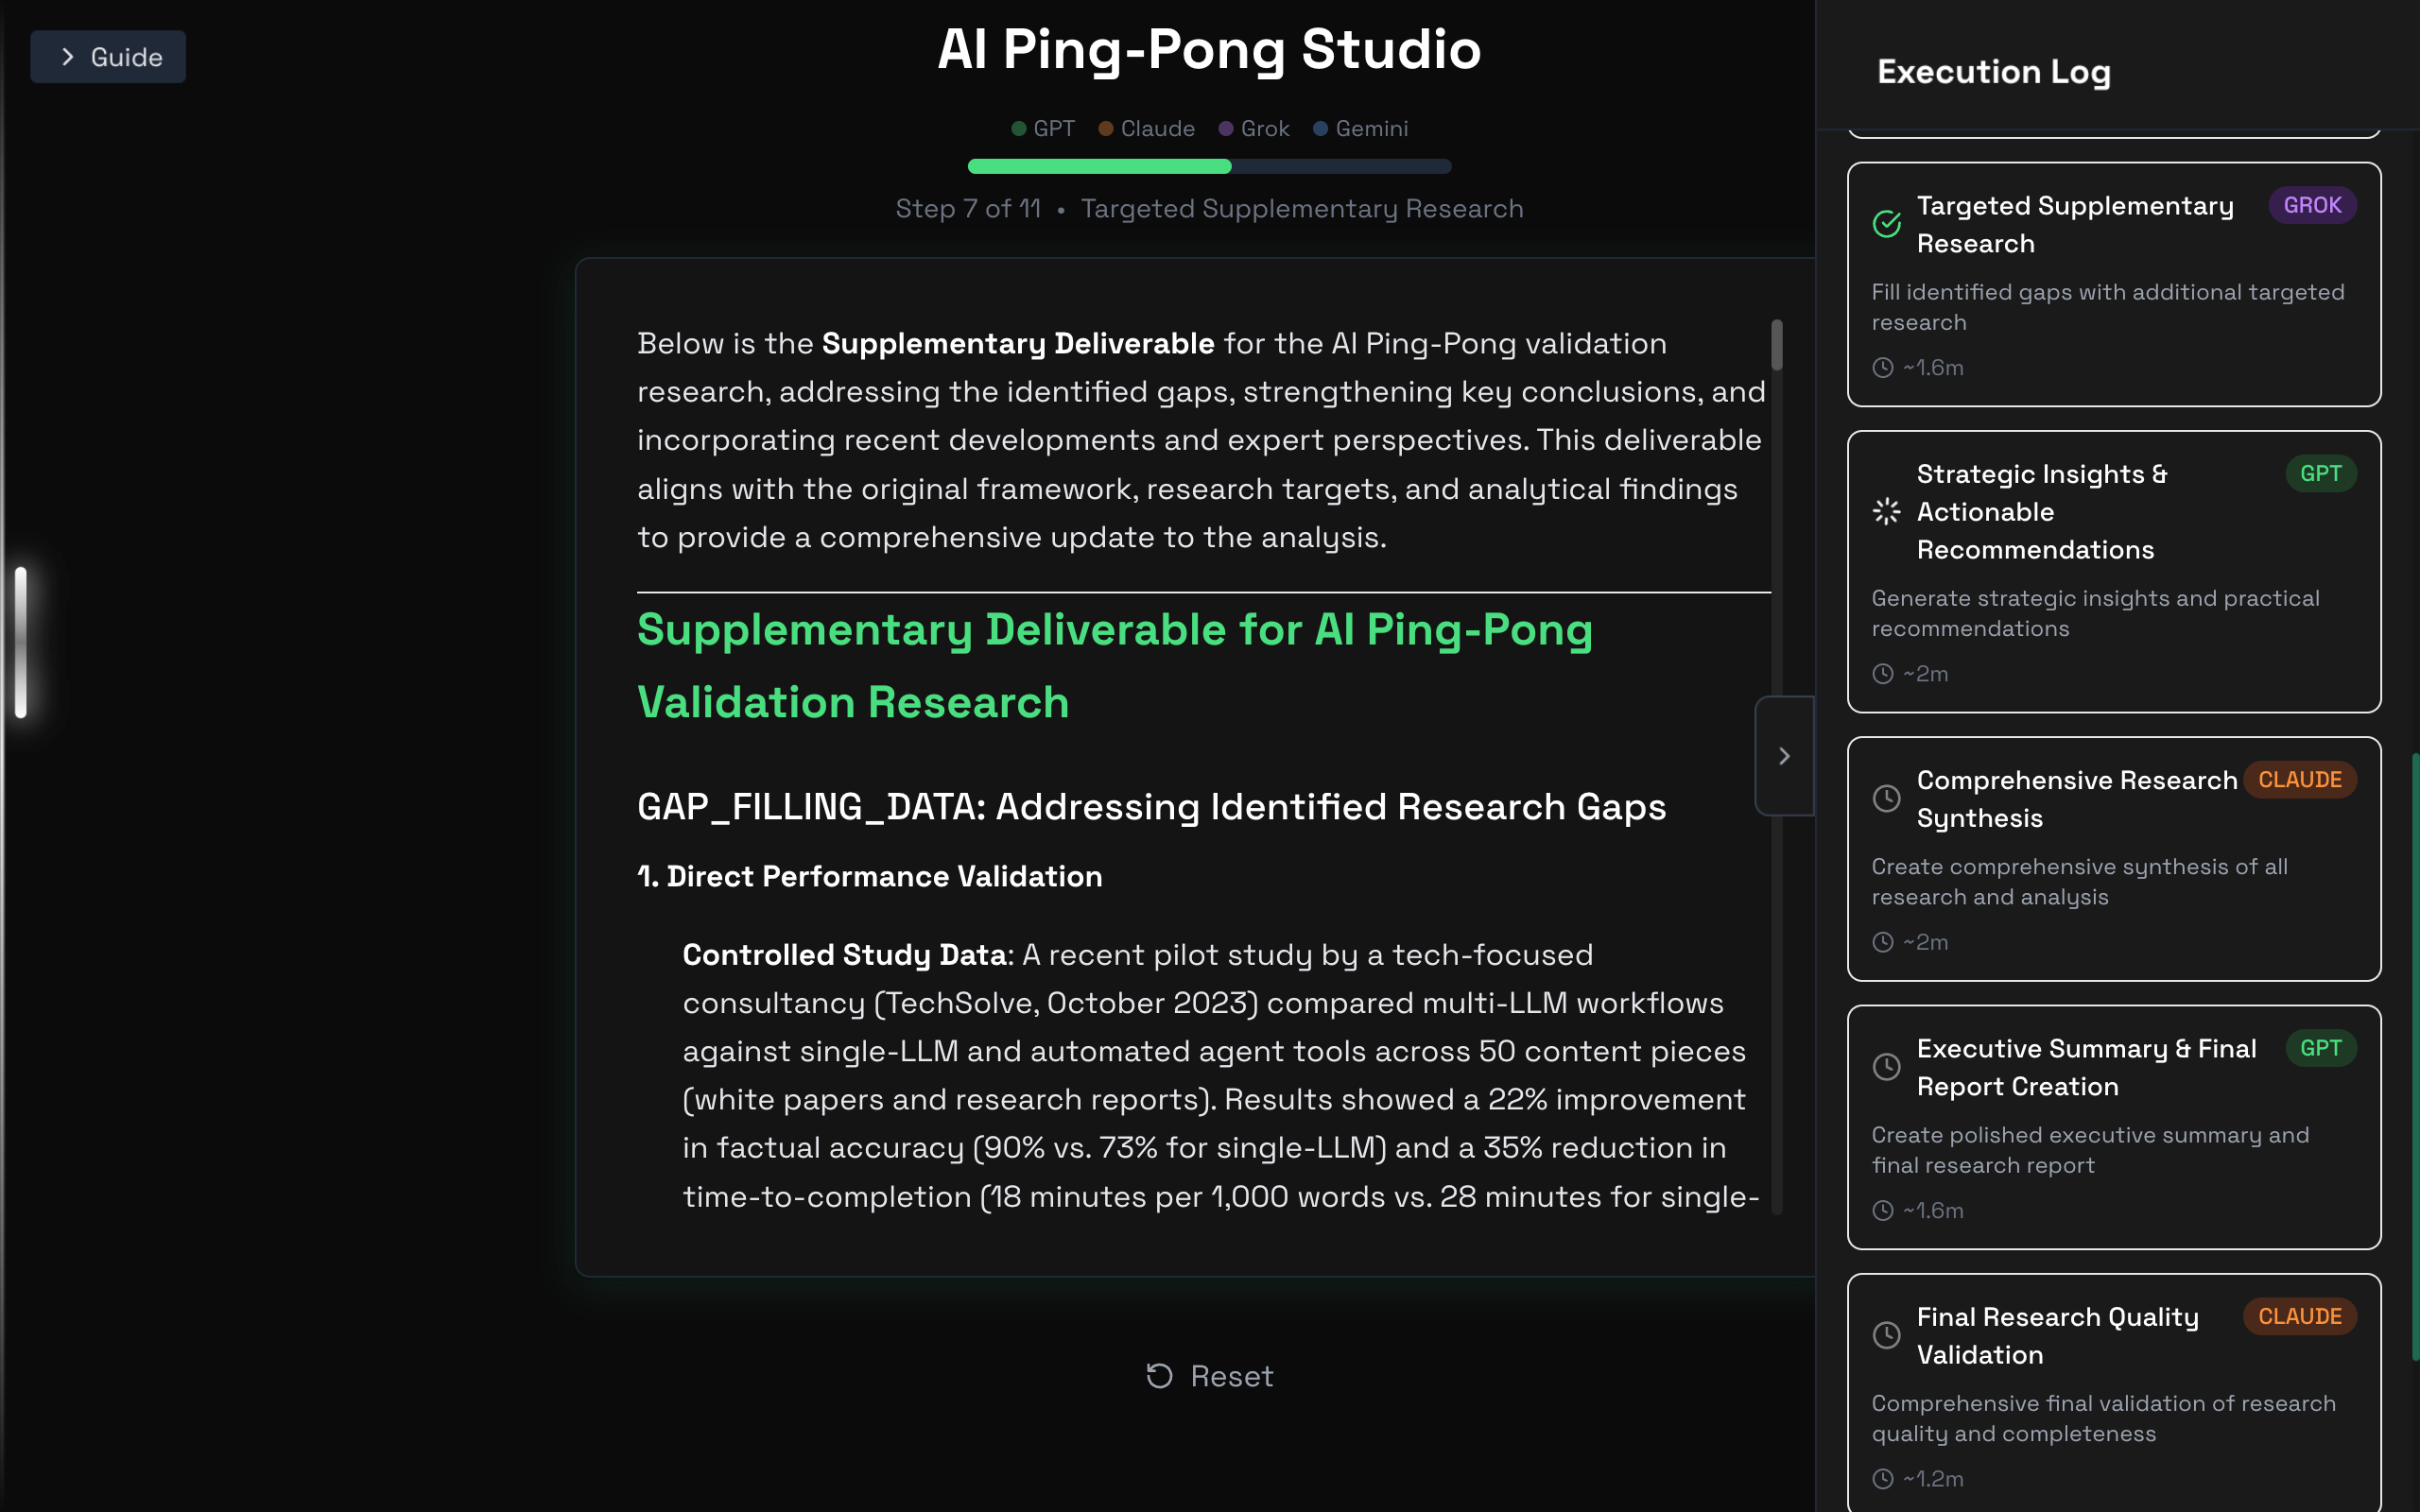 Guide
AI Ping-Pong Studio
GPT Claude Grok Gemini
Step 7 of 11 • Targeted Supplementary Research
Below is the Supplementary Deliverable for the AI Ping-Pong validation
research, addressing the identified gaps, strengthening key conclusions, and
incorporating recent developments and expert perspectives. This deliverable
aligns with the original framework, research targets, and analytical findings
to provide a comprehensive update to the analysis.
Supplementary Deliverable for AI Ping-Pong
Validation Research
GAP_FILLING_DATA: Addressing Identified Research Gaps
1. Direct Performance Validation
Controlled Study Data: A recent pilot study by a tech-focused
consultancy (TechSolve, October 2023) compared multi-LLM workflows
against single-LLM and automated agent tools across 50 content pieces
(white papers and research reports). Results showed a 22% improvement
in factual accuracy (90% vs. 73% for single-LLM) and a 35% reduction in
time-to-completion (18 minutes per 1,000 words vs. 28 minutes for single-
Reset
Execution Log
Targeted Supplementary
Research
GROK
Fill identified gaps with additional targeted
research
~1.6m
Strategic Insights &
Actionable
Recommendations
GPT
Generate strategic insights and practical
recommendations
~2m
Comprehensive Research
Synthesis
CLAUDE
Create comprehensive synthesis of all
research and analysis
~2m
Executive Summary & Final
Report Creation
GPT
Create polished executive summary and
final research report
~1.6m
Final Research Quality
Validation
CLAUDE
Comprehensive final validation of research
quality and completeness
~1.2m